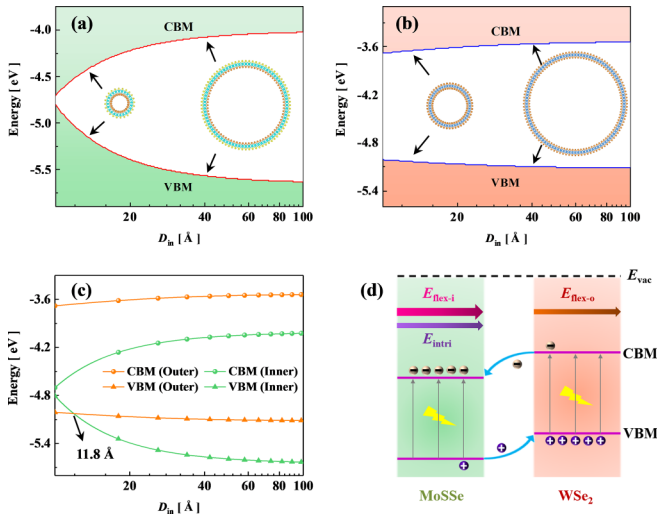 (a)
CBM
-4.0
-4.5
-5.0
-5.5
Energy [ eV ]
VBM
20
40
60
80
100
D_in [ Å ]
(b)
CBM
-3.6
-4.2
-4.8
-5.4
Energy [ eV ]
VBM
20
40
60
80
100
D_in [ Å ]
(c)
-3.6
-4.2
-4.8
-5.4
Energy [ eV ]
CBM (Outer) CBM (Inner)
VBM (Outer) VBM (Inner)
11.8 Å
20
40
60
80
100
D_in [ Å ]
(d)
E_vac
E_flex-i
E_flex-o
E_intri
CBM
VBM
MoSSe
WSe₂